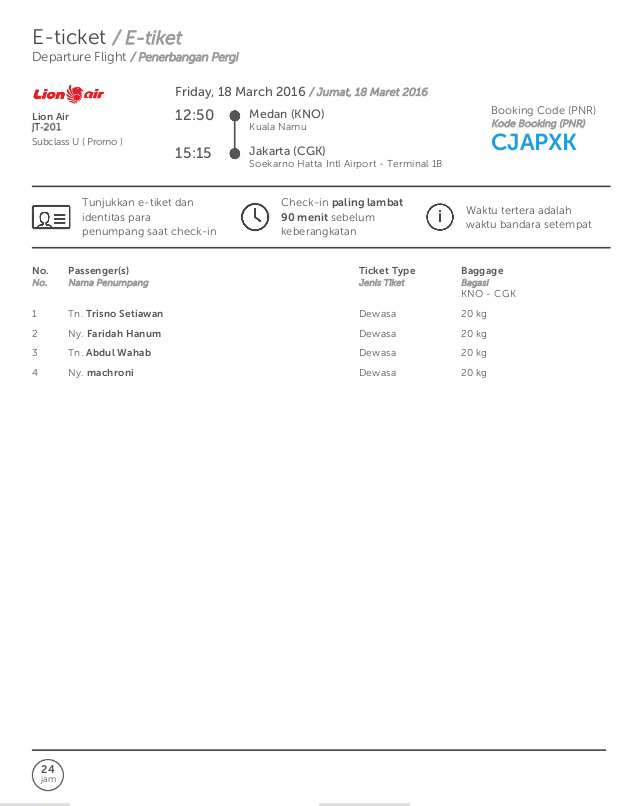 E-ticket / E-tiket
Departure Flight / Penerbangan Pergi
Lion air
Lion Air
JT-201
Subclass U ( Promo )
Friday, 18 March 2016 / Jumat, 18 Maret 2016
12:50 Medan (KNO)
Kuala Namu
15:15 Jakarta (CGK)
Soekarno Hatta Intl Airport - Terminal 1B
Booking Code (PNR)
Kode Booking (PNR)
CJAPXK
Tunjukkan e-tiket dan
identitas para
penumpang saat check-in
Check-in paling lambat
90 menit sebelum
keberangkatan
Waktu tertera adalah
waktu bandara setempat
No. Passenger(s) Ticket Type Baggage
No. Nama Penumpang Jenis Tiket Bagasi
KNO - CGK
1 Tn. Trisno Setiawan Dewasa 20 kg
2 Ny. Faridah Hanum Dewasa 20 kg
3 Tn. Abdul Wahab Dewasa 20 kg
4 Ny. machroni Dewasa 20 kg
24
jam